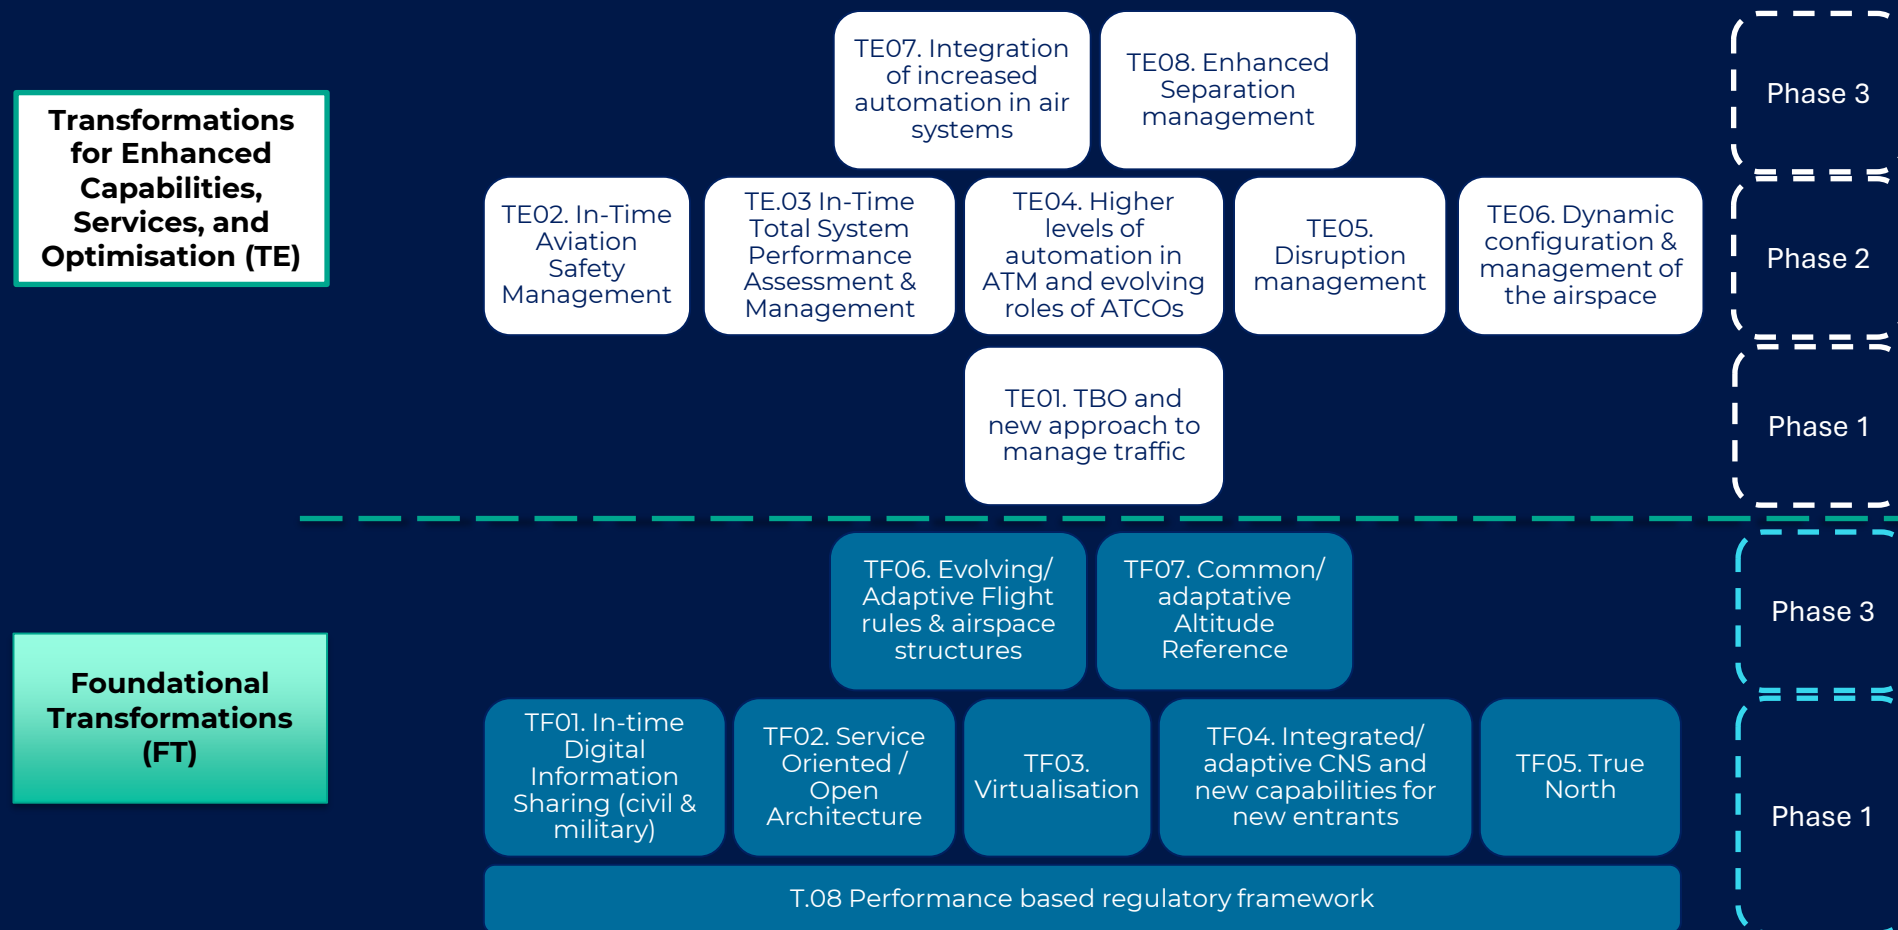 TE07. Integration
of increased
automation in air
systems
TE08. Enhanced
Separation
management
Phase 3
Transformations
for Enhanced
Capabilities,
Services, and
Optimisation (TE)
TE02. In-Time
Aviation
Safety
Management
TE.03 In-Time
Total System
Performance
Assessment &
Management
TE04. Higher
levels of
automation in
ATM and evolving
roles of ATCOs
TE05.
Disruption
management
TE06. Dynamic
configuration &
management of
the airspace
Phase 2
TE01. TBO and
new approach to
manage traffic
Phase 1
TF06. Evolving/
Adaptive Flight
rules & airspace
structures
TF07. Common/
adaptative
Altitude
Reference
Phase 3
Foundational
Transformations
(FT)
TF01. In-time
Digital
Information
Sharing (civil &
military)
TF02. Service
Oriented /
Open
Architecture
TF03.
Virtualisation
TF04. Integrated/
adaptive CNS and
new capabilities for
new entrants
TF05. True
North
Phase 1
T.08 Performance based regulatory framework